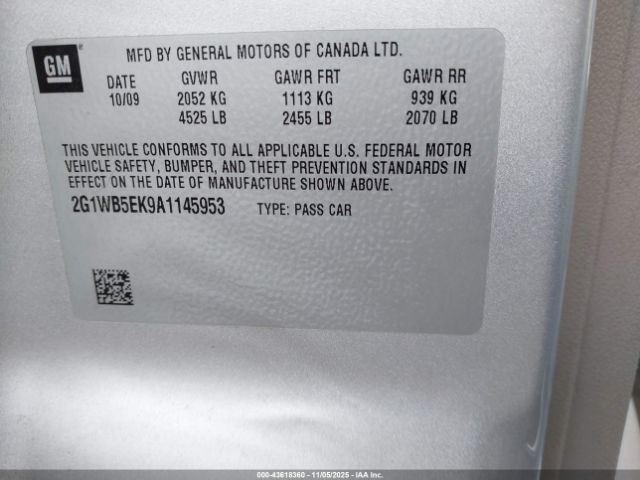 GM
MFD BY GENERAL MOTORS OF CANADA LTD.
DATE GVWR GAWR FRT GAWR RR
10/09 2052 KG 1113 KG 939 KG
4525 LB 2455 LB 2070 LB
THIS VEHICLE CONFORMS TO ALL APPLICABLE U.S. FEDERAL MOTOR
VEHICLE SAFETY, BUMPER, AND THEFT PREVENTION STANDARDS IN
EFFECT ON THE DATE OF MANUFACTURE SHOWN ABOVE.
2G1WB5EK9A1145953 TYPE: PASS CAR
000-43618360 - 11/05/2025 - IAA Inc.